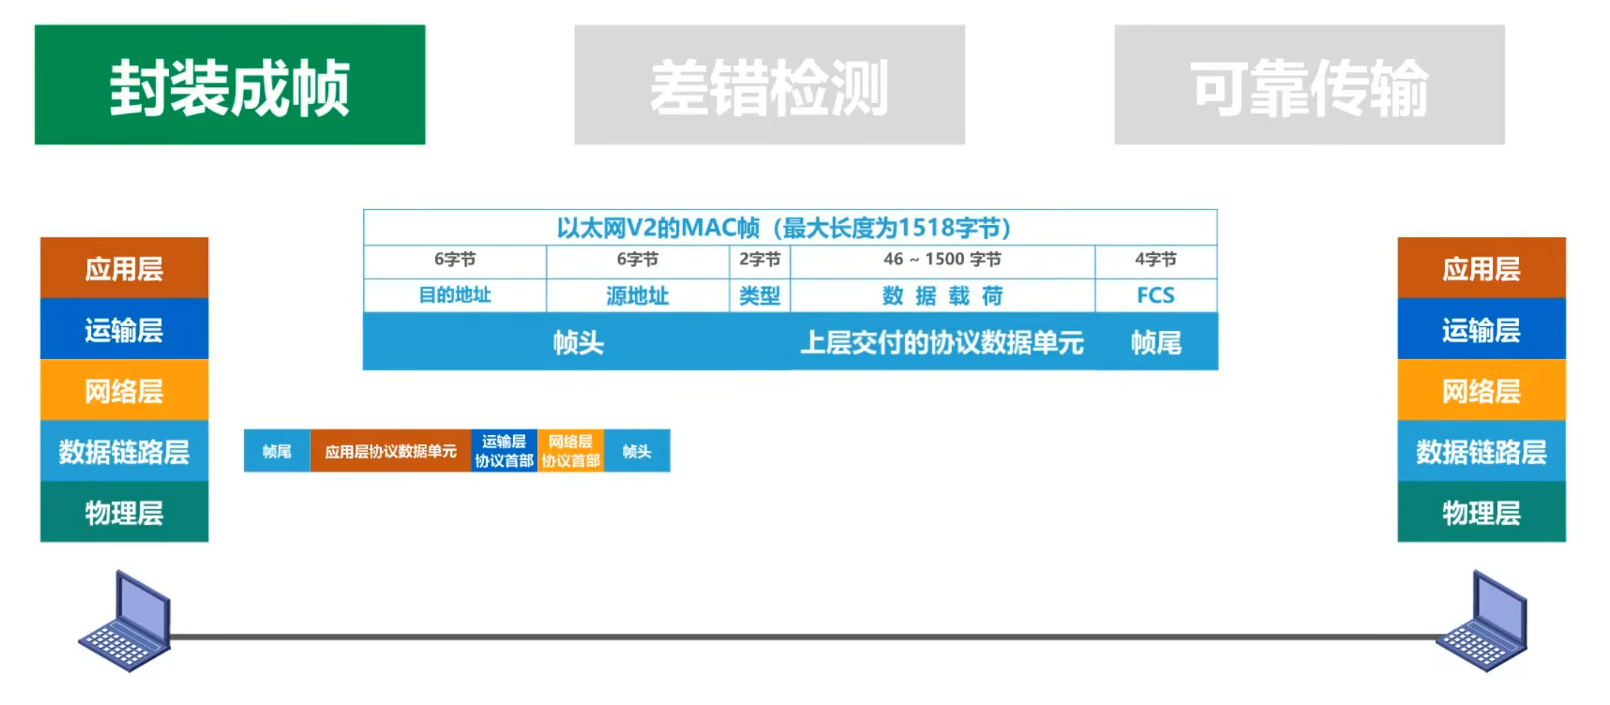 封装成帧
差错检测
可靠传输
以太网V2的MAC帧（最大长度为1518字节）
6字节 6字节 2字节 46 ~ 1500 字节 4字节
目的地址 源地址 类型 数 据 载 荷 FCS
帧头 上层交付的协议数据单元 帧尾
应用层
运输层
网络层
数据链路层
物理层
帧尾
应用层协议数据单元
运输层
协议首部
网络层
协议首部
帧头
应用层
运输层
网络层
数据链路层
物理层